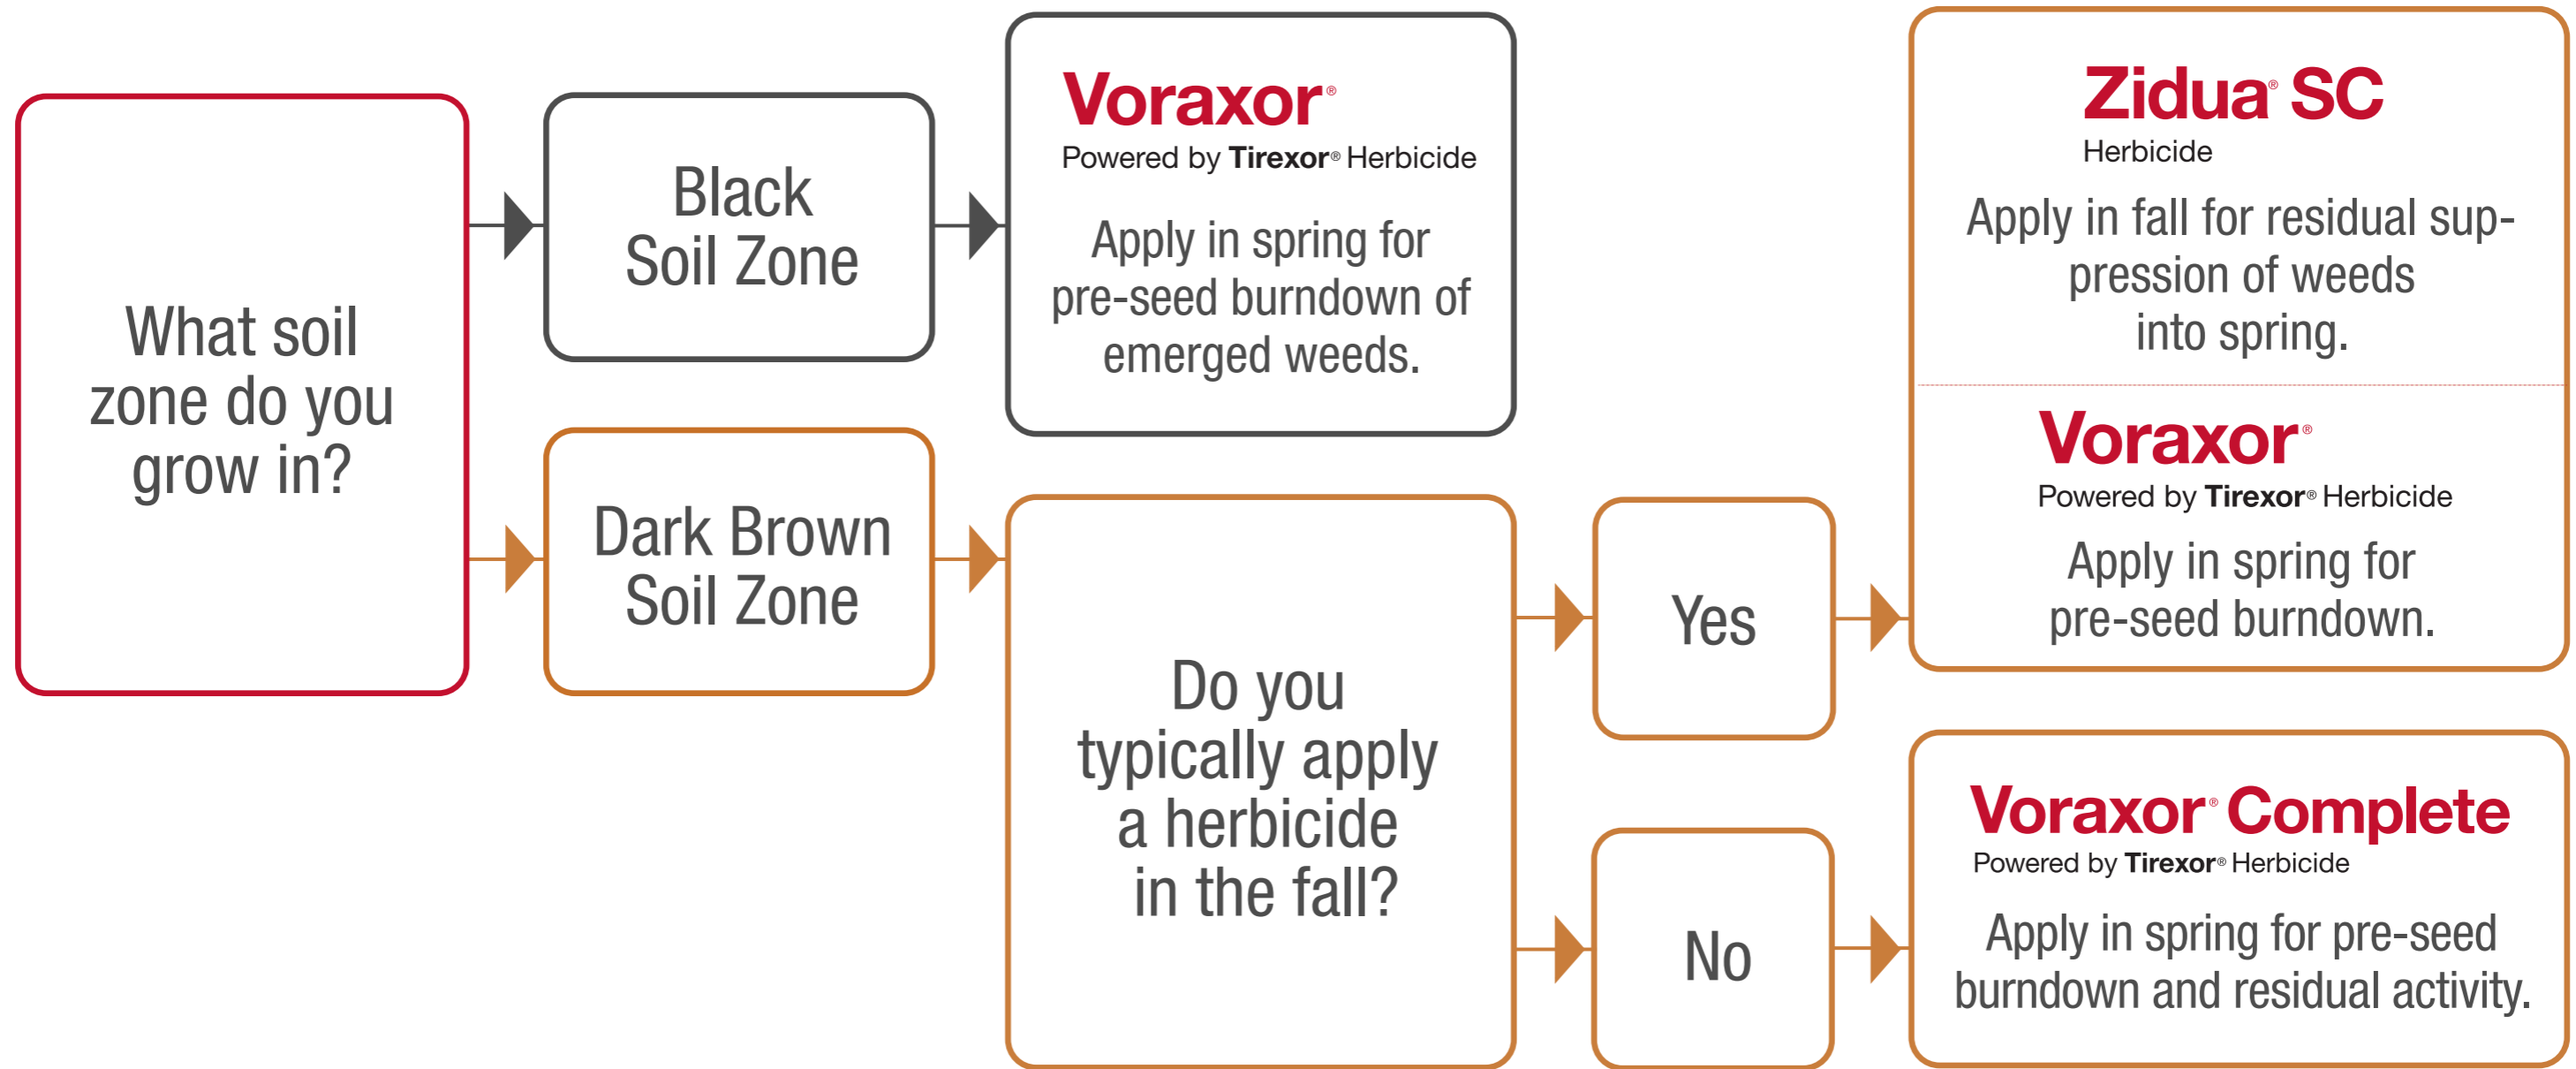 What soil
zone do you
grow in?
Black
Soil Zone
Voraxor®
Powered by Tirexor® Herbicide
Apply in spring for
pre-seed burndown of
emerged weeds.
Dark Brown
Soil Zone
Do you
typically apply
a herbicide
in the fall?
Yes
Zidua® SC
Herbicide
Apply in fall for residual sup-
pression of weeds
into spring.
Voraxor®
Powered by Tirexor® Herbicide
Apply in spring for
pre-seed burndown.
No
Voraxor® Complete
Powered by Tirexor® Herbicide
Apply in spring for pre-seed
burndown and residual activity.